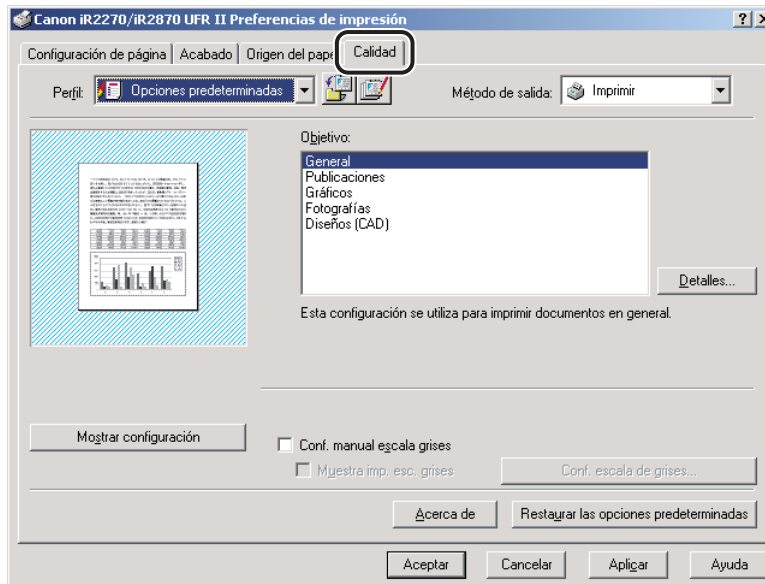 Canon iR2270/iR2870 UFR II Preferencias de impresión
Configuración de página Acabado Origen del pape Calidad
Perfil: Opciones predeterminadas Método de salida: Imprimir
Objetivo:
General
Publicaciones
Gráficos
Fotografías
Diseños (CAD)
Detalles...
Esta configuración se utiliza para imprimir documentos en general.
Mostrar configuración
Conf. manual escala grises
Muestra imp. esc. grises Conf. escala de grises...
Acerca de Restaurar las opciones predeterminadas
Aceptar Cancelar Aplicar Ayuda